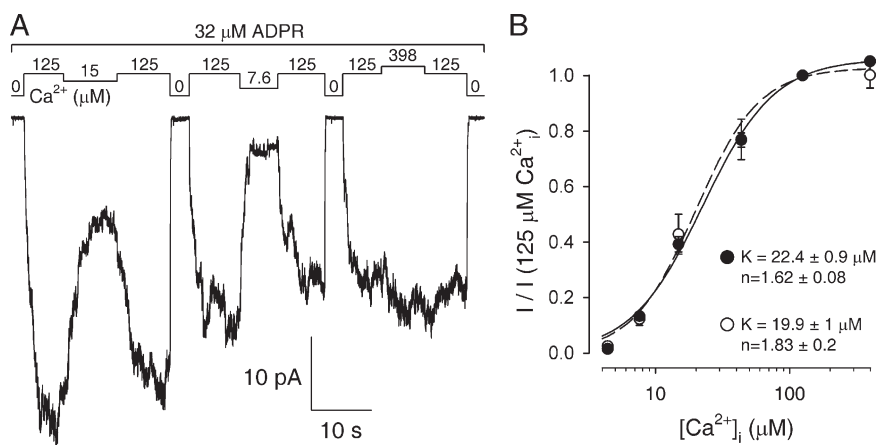 A
32 μM ADPR
125 15 125 125 7.6 125 125 398 125
0 0 0 0
Ca²⁺ (μM)
10 pA
10 s
B
I / I (125 μM Ca²⁺ᵢ)
1.0
0.8
0.6
0.4
0.2
0.0
K = 22.4 ± 0.9 μM
n=1.62 ± 0.08
K = 19.9 ± 1 μM
n=1.83 ± 0.2
10 100
[Ca²⁺]ᵢ (μM)